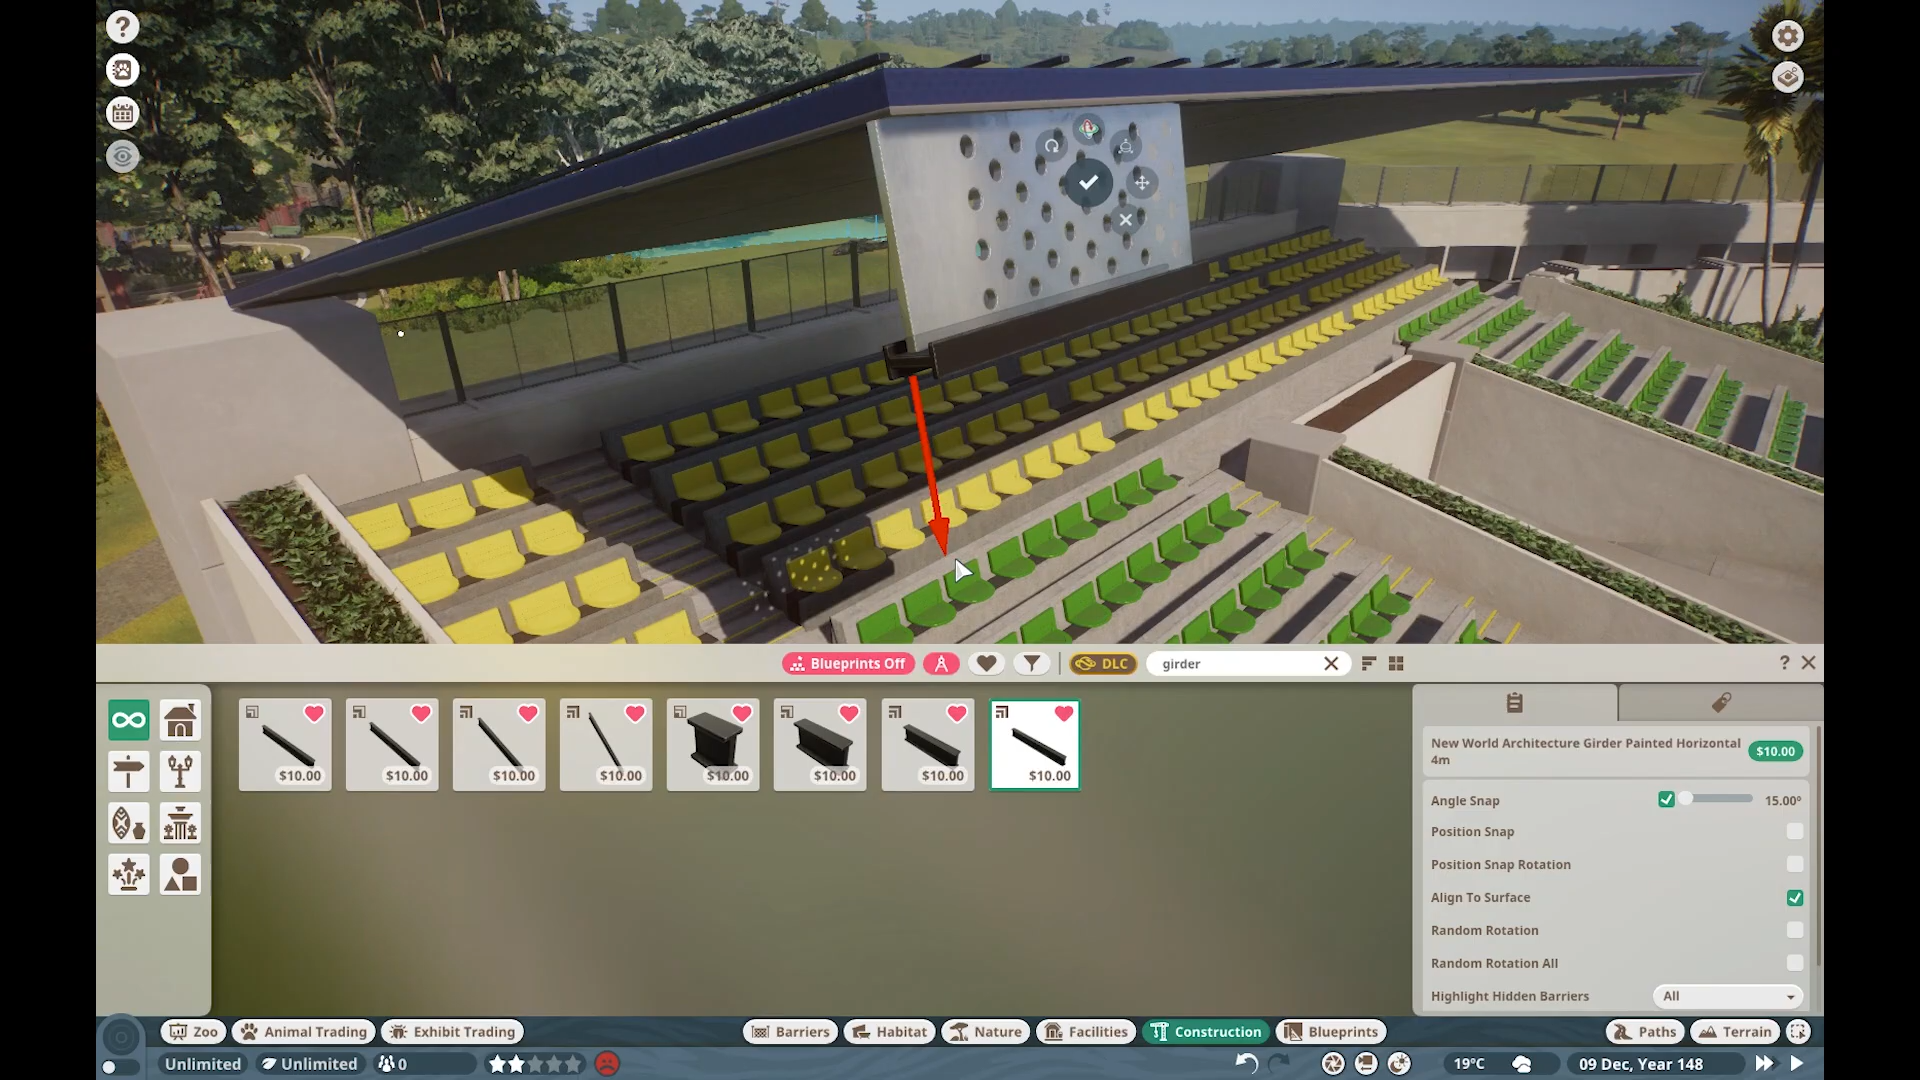 Blueprints Off
DLC
girder
$10.00 $10.00 $10.00 $10.00 $10.00 $10.00 $10.00 $10.00
New World Architecture Girder Painted Horizontal
4m
$10.00
Angle Snap 15.00°
Position Snap
Position Snap Rotation
Align To Surface
Random Rotation
Random Rotation All
Highlight Hidden Barriers All
Zoo Animal Trading Exhibit Trading Barriers Habitat Nature Facilities Construction Blueprints Paths Terrain
Unlimited Unlimited 0 19°C 09 Dec, Year 148